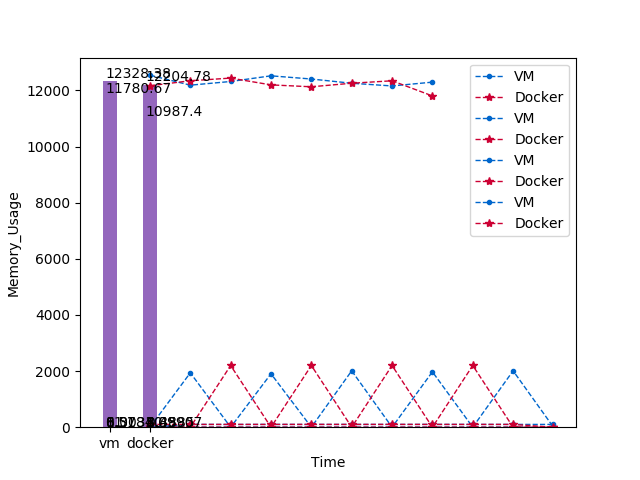 12328.38
12204.78
11780.67
10987.4
VM
Docker
VM
Docker
VM
Docker
VM
Docker
12000
10000
8000
6000
4000
2000
0
Memory_Usage
vm
docker
Time